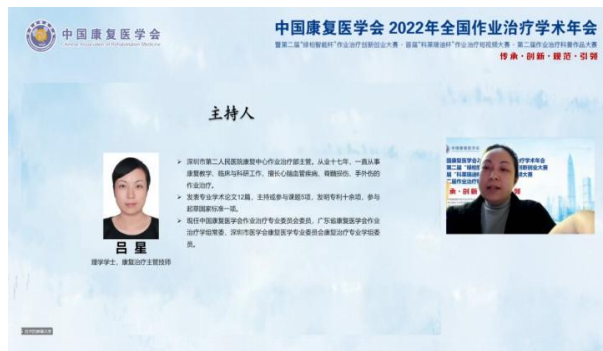 中国康复医学会
Chinese Association of Rehabilitation Medicine
中国康复医学会 2022年全国作业治疗学术年会
传承·创新·规范·引领
主持人
深圳市第二人民医院康复中心作业治疗部主管。从业十七年,一直从事
康复教学、临床与科研工作,擅长心脑血管疾病、脊髓损伤、手外伤的
作业治疗。
发表专业学术论文12篇,主持或参与课题5项,发明专利十余项,参与
起草国家标准一项。
现任中国康复医学会作业治疗专业委员会委员,广东省康复医学会作业
治疗学组常委,深圳市医学会康复医学专业委员会康复治疗专业学组委
员。
吕 星
理学学士,康复治疗主管技师